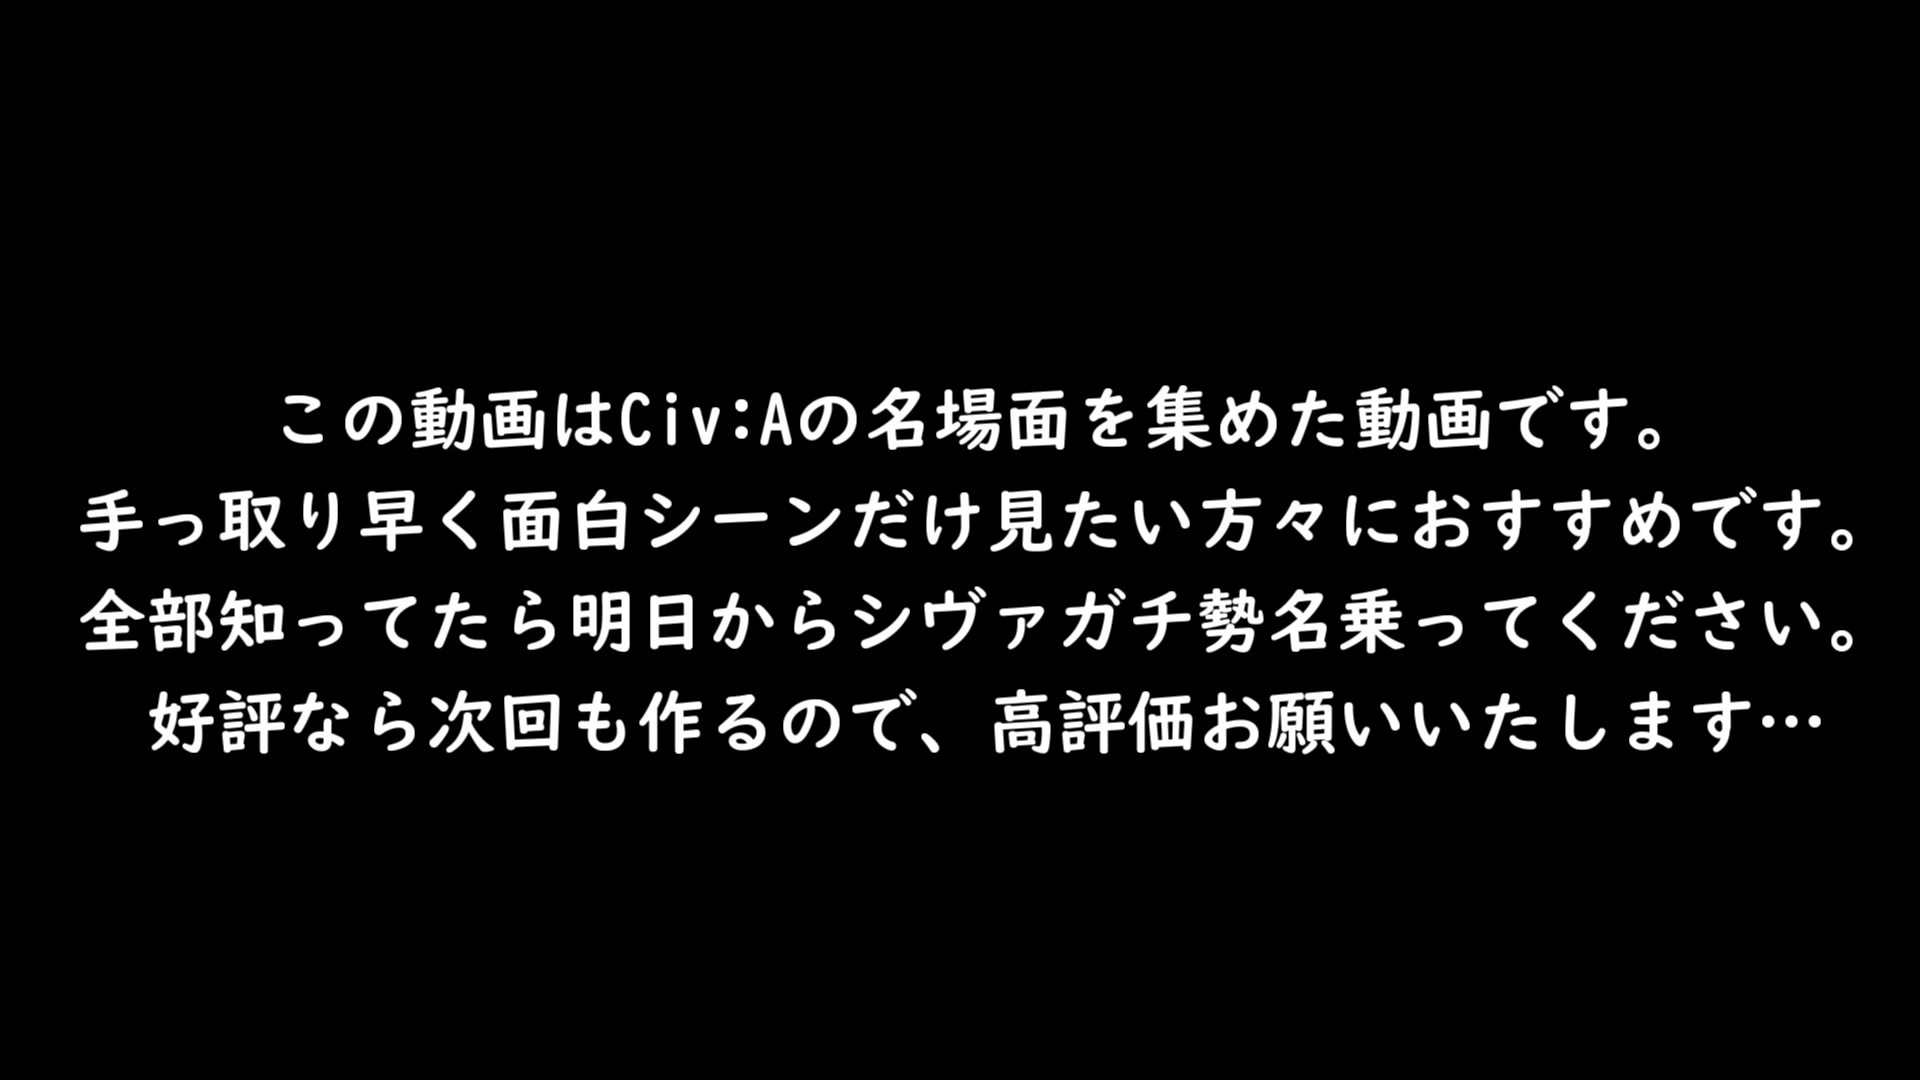 この動画はCiv:Aの名場面を集めた動画です。
手っ取り早く面白シーンだけ見たい方々におすすめです。
全部知ってたら明日からシヴァガチ勢名乗ってください。
好評なら次回も作るので、高評価お願いいたします…